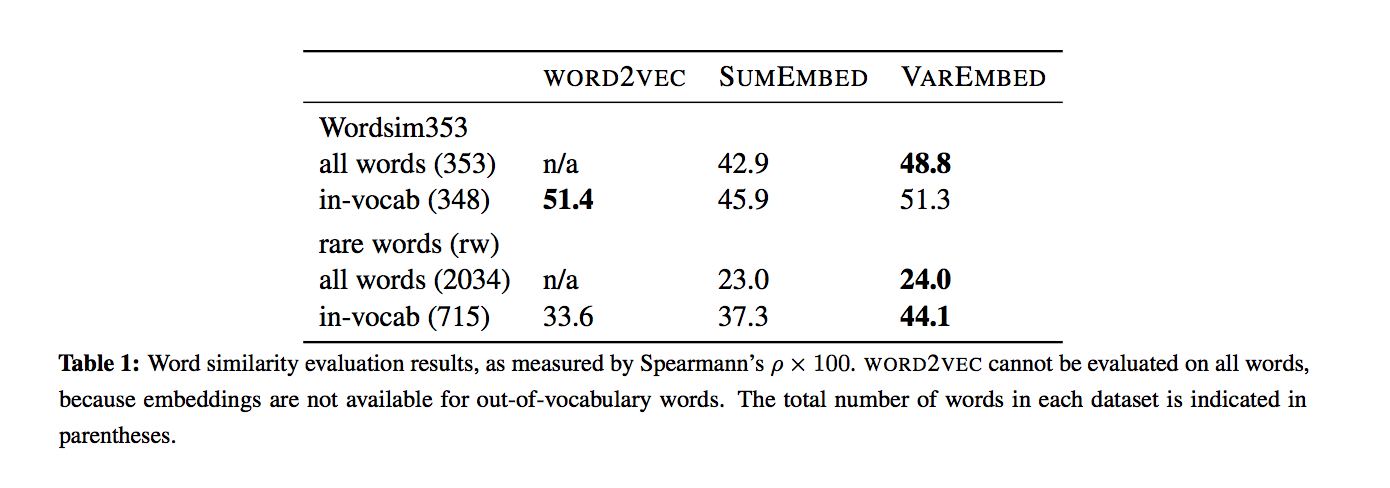 WORD2VEC SUMEMBED VAREMBED
Wordsim353
all words (353) n/a 42.9 48.8
in-vocab (348) 51.4 45.9 51.3
rare words (rw)
all words (2034) n/a 23.0 24.0
in-vocab (715) 33.6 37.3 44.1
Table 1: Word similarity evaluation results, as measured by Spearmann's ρ × 100. WORD2VEC cannot be evaluated on all words,
because embeddings are not available for out-of-vocabulary words. The total number of words in each dataset is indicated in
parentheses.